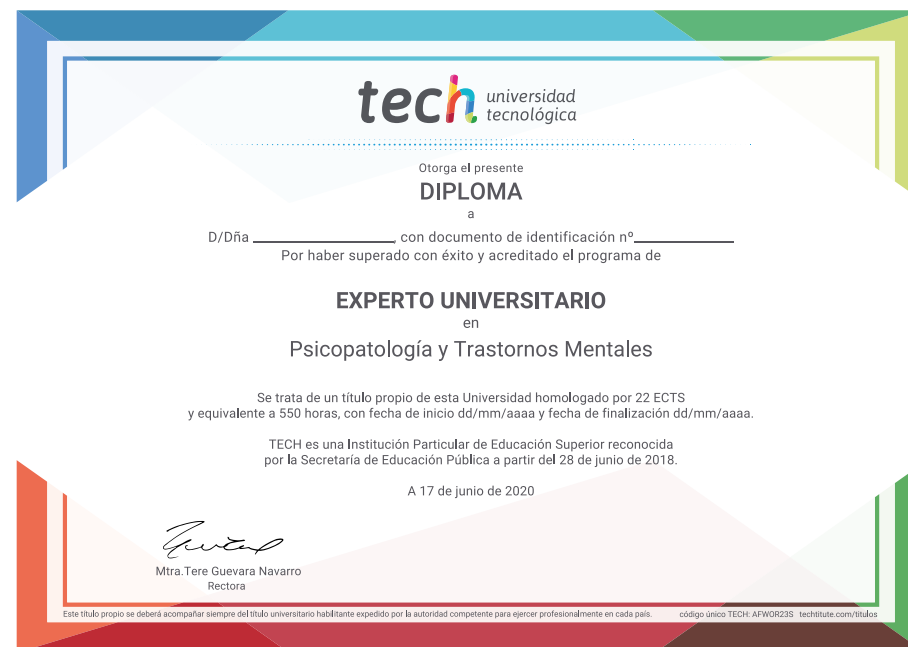 tech universidad
tecnológica
Otorga el presente
DIPLOMA
a
D/Dña ____________________, con documento de identificación nº______________
Por haber superado con éxito y acreditado el programa de
EXPERTO UNIVERSITARIO
en
Psicopatología y Trastornos Mentales
Se trata de un título propio de esta Universidad homologado por 22 ECTS
y equivalente a 550 horas, con fecha de inicio dd/mm/aaaa y fecha de finalización dd/mm/aaaa.
TECH es una Institución Particular de Educación Superior reconocida
por la Secretaría de Educación Pública a partir del 28 de junio de 2018.
A 17 de junio de 2020
Mtra.Tere Guevara Navarro
Rectora
Este título propio se deberá acompañar siempre del título universitario habilitante expedido por la autoridad competente para ejercer profesionalmente en cada país. código único TECH: AFWOR23S techtitute.com/titulos